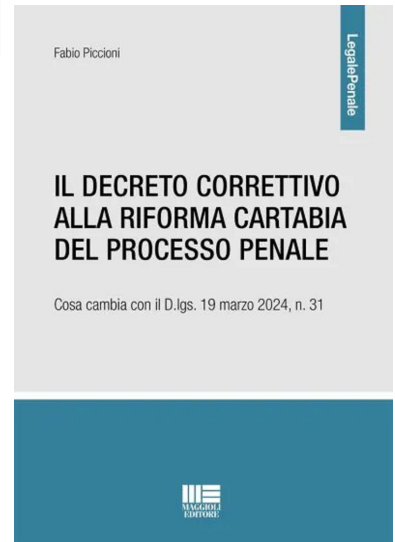 Fabio Piccioni
LegalePenale
IL DECRETO CORRETTIVO
ALLA RIFORMA CARTABIA
DEL PROCESSO PENALE
Cosa cambia con il D.lgs. 19 marzo 2024, n. 31
MAGGIOLI
EDITORE